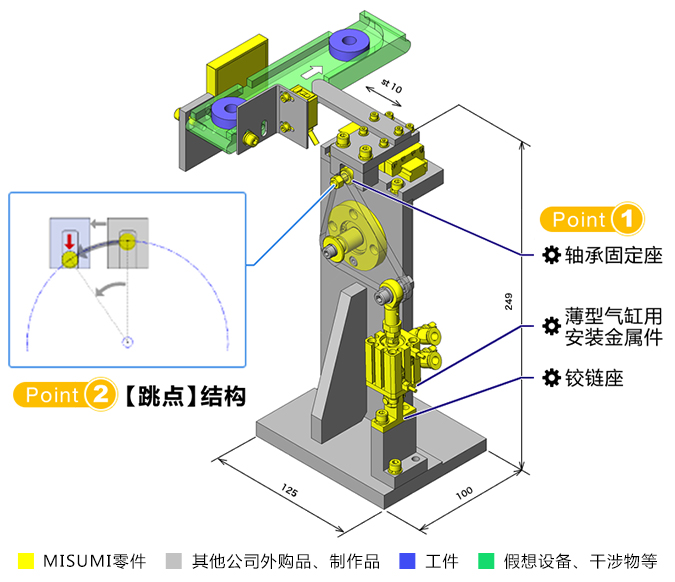 st 10
Point 1
轴承固定座
249
薄型气缸用
安装金属件
铰链座
Point 2 【跳点】结构
125
100
MISUMI零件 其他公司外购品、制作品 工件 假想设备、干涉物等